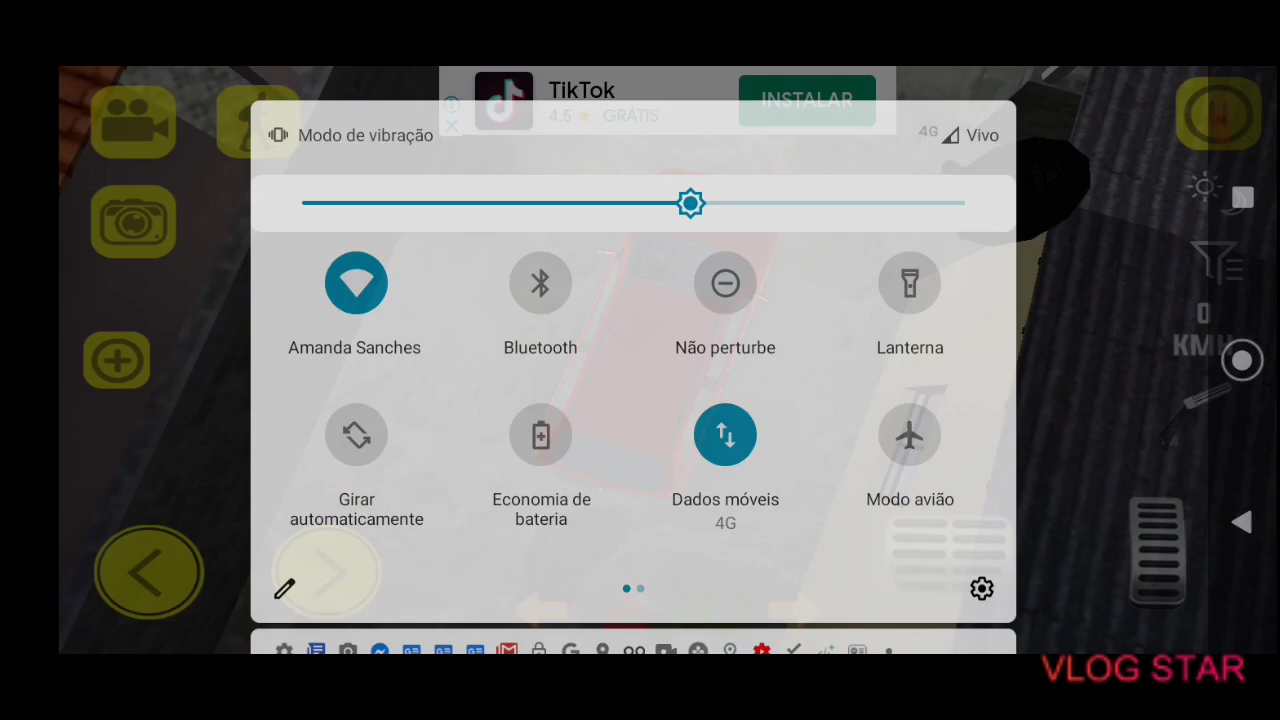 TikTok
INSTALAR
4.5 GRÁTIS
Modo de vibração
4G Vivo
Amanda Sanches
Bluetooth
Não perturbe
Lanterna
0
KMH
Girar
automaticamente
Economia de
bateria
Dados móveis
4G
Modo avião
VLOG STAR